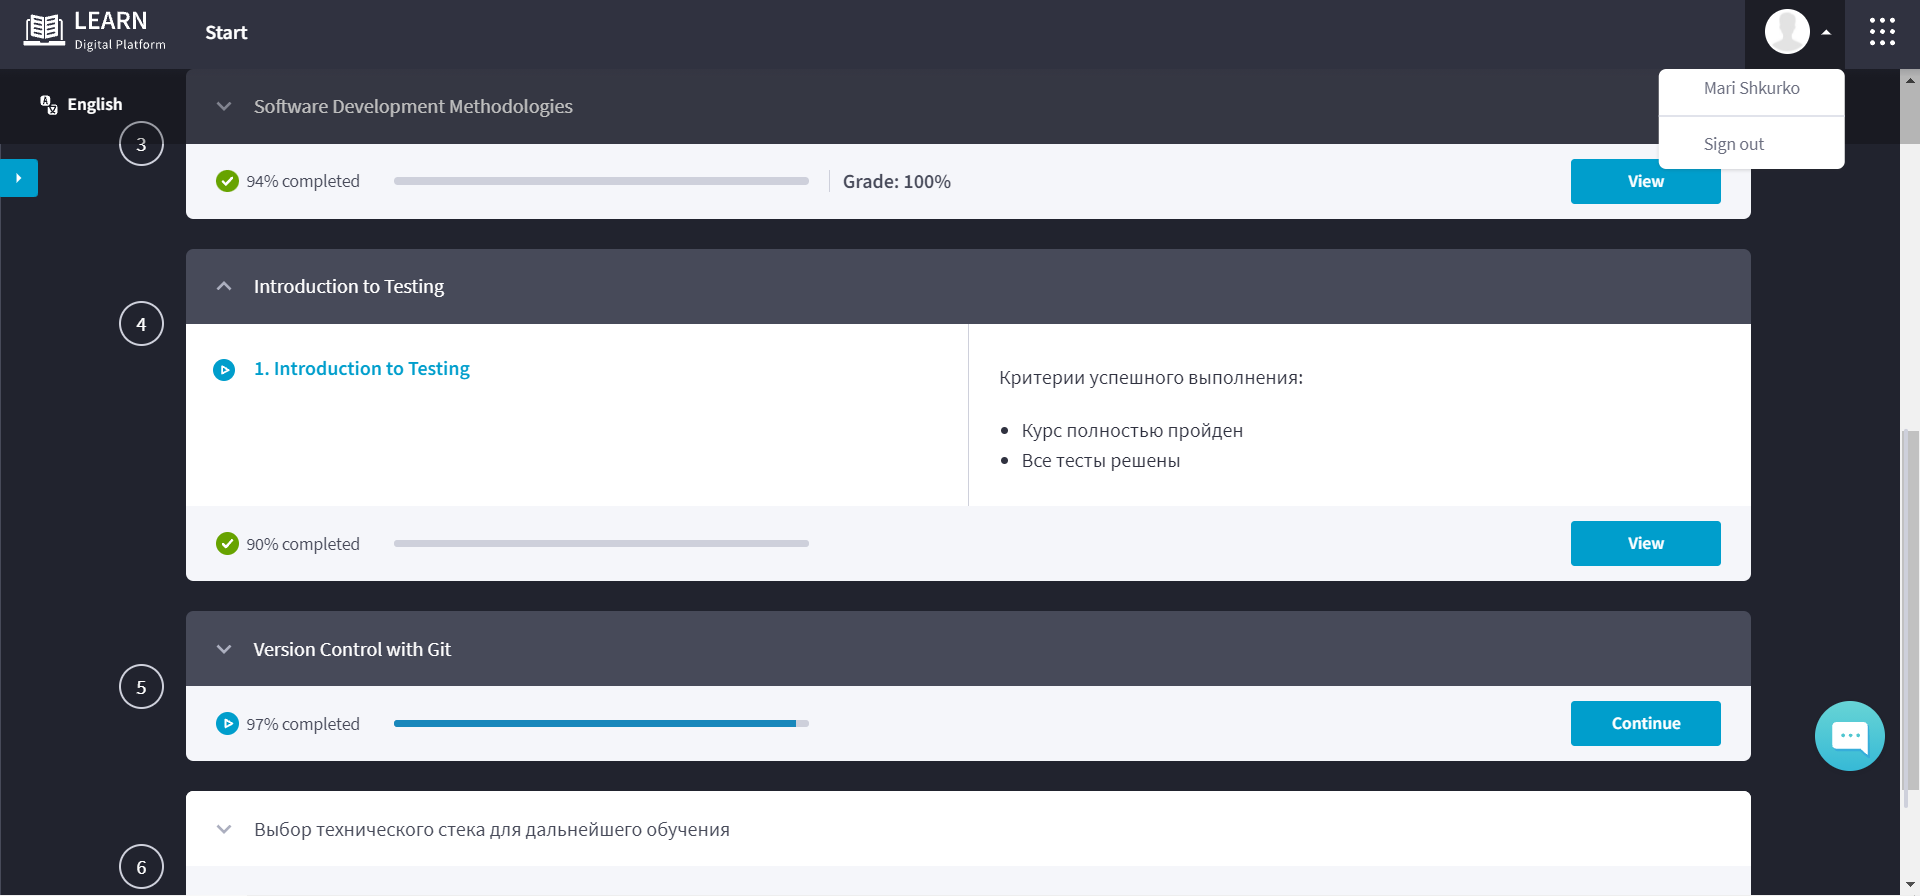 LEARN
Digital Platform
Start
Mari Shkurko
Sign out
English
3
Software Development Methodologies
94% completed
Grade: 100%
View
4
Introduction to Testing
1. Introduction to Testing
Критерии успешного выполнения:
Курс полностью пройден
Все тесты решены
90% completed
View
5
Version Control with Git
97% completed
Continue
6
Выбор технического стека для дальнейшего обучения